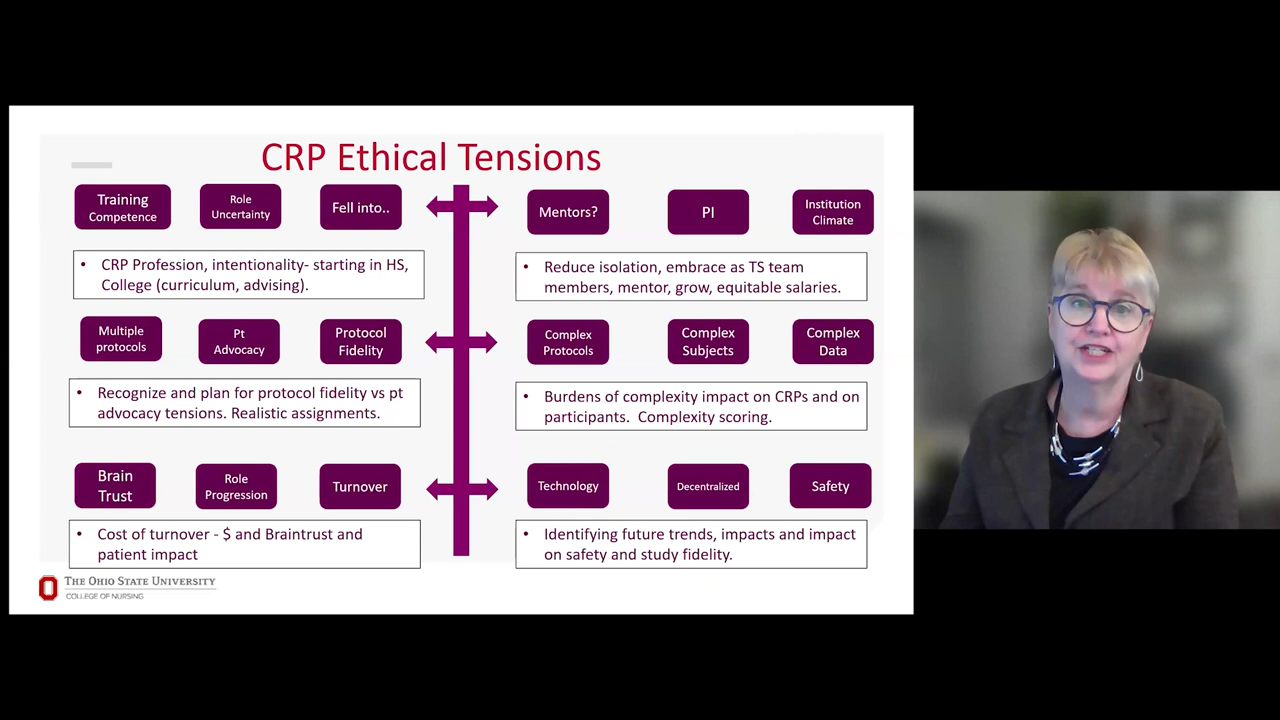 CRP Ethical Tensions
Training
Competence
Role
Uncertainty
Fell into..
Mentors?
PI
Institution
Climate
• CRP Profession, intentionality- starting in HS,
College (curriculum, advising).
• Reduce isolation, embrace as TS team
members, mentor, grow, equitable salaries.
Multiple
protocols
Pt
Advocacy
Protocol
Fidelity
Complex
Protocols
Complex
Subjects
Complex
Data
• Recognize and plan for protocol fidelity vs pt
advocacy tensions. Realistic assignments.
• Burdens of complexity impact on CRPs and on
participants. Complexity scoring.
Brain
Trust
Role
Progression
Turnover
Technology
Decentralized
Safety
• Cost of turnover - $ and Braintrust and
patient impact
• Identifying future trends, impacts and impact
on safety and study fidelity.
THE OHIO STATE UNIVERSITY
COLLEGE OF NURSING